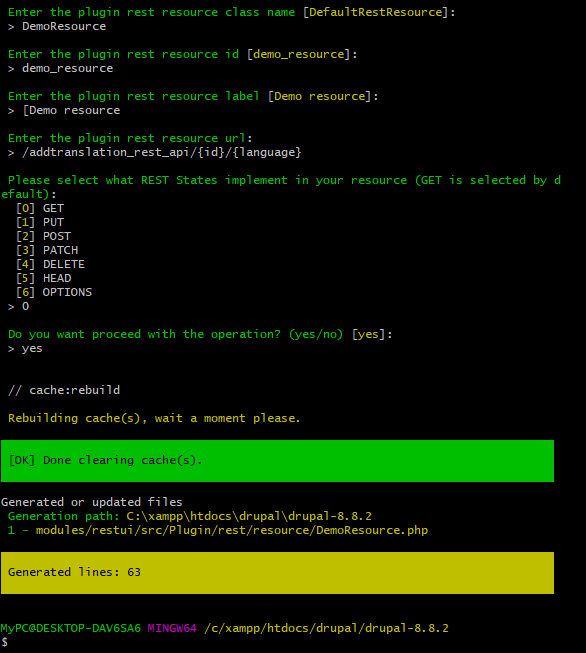 Enter the plugin rest resource class name [DefaultRestResource]:
> DemoResource
Enter the plugin rest resource id [demo_resource]:
> demo_resource
Enter the plugin rest resource label [Demo resource]:
> [Demo resource
Enter the plugin rest resource url:
> /addtranslation_rest_api/{id}/{language}
Please select what REST States implement in your resource (GET is selected by d
efault):
[0] GET
[1] PUT
[2] POST
[3] PATCH
[4] DELETE
[5] HEAD
[6] OPTIONS
> 0
Do you want proceed with the operation? (yes/no) [yes]:
> yes
// cache:rebuild
Rebuilding cache(s), wait a moment please.
[OK] Done clearing cache(s).
Generated or updated files
Generation path: C:\xampp\htdocs\drupal\drupal-8.8.2
1 - modules/restui/src/Plugin/rest/resource/DemoResource.php
Generated lines: 63
MyPC@DESKTOP-DAV6SA6 MINGW64 /c/xampp/htdocs/drupal/drupal-8.8.2
$